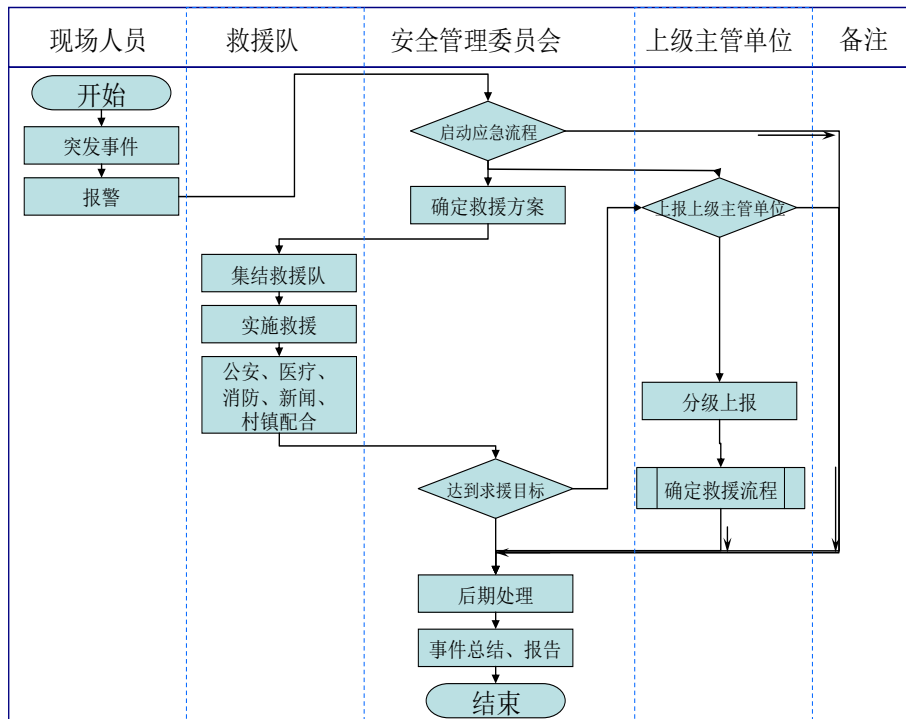 现场人员
救援队
安全管理委员会
上级主管单位
备注
开始
突发事件
报警
启动应急流程
确定救援方案
上报上级主管单位
集结救援队
实施救援
公安、医疗、
消防、新闻、
村镇配合
分级上报
达到求援目标
确定救援流程
后期处理
事件总结、报告
结束